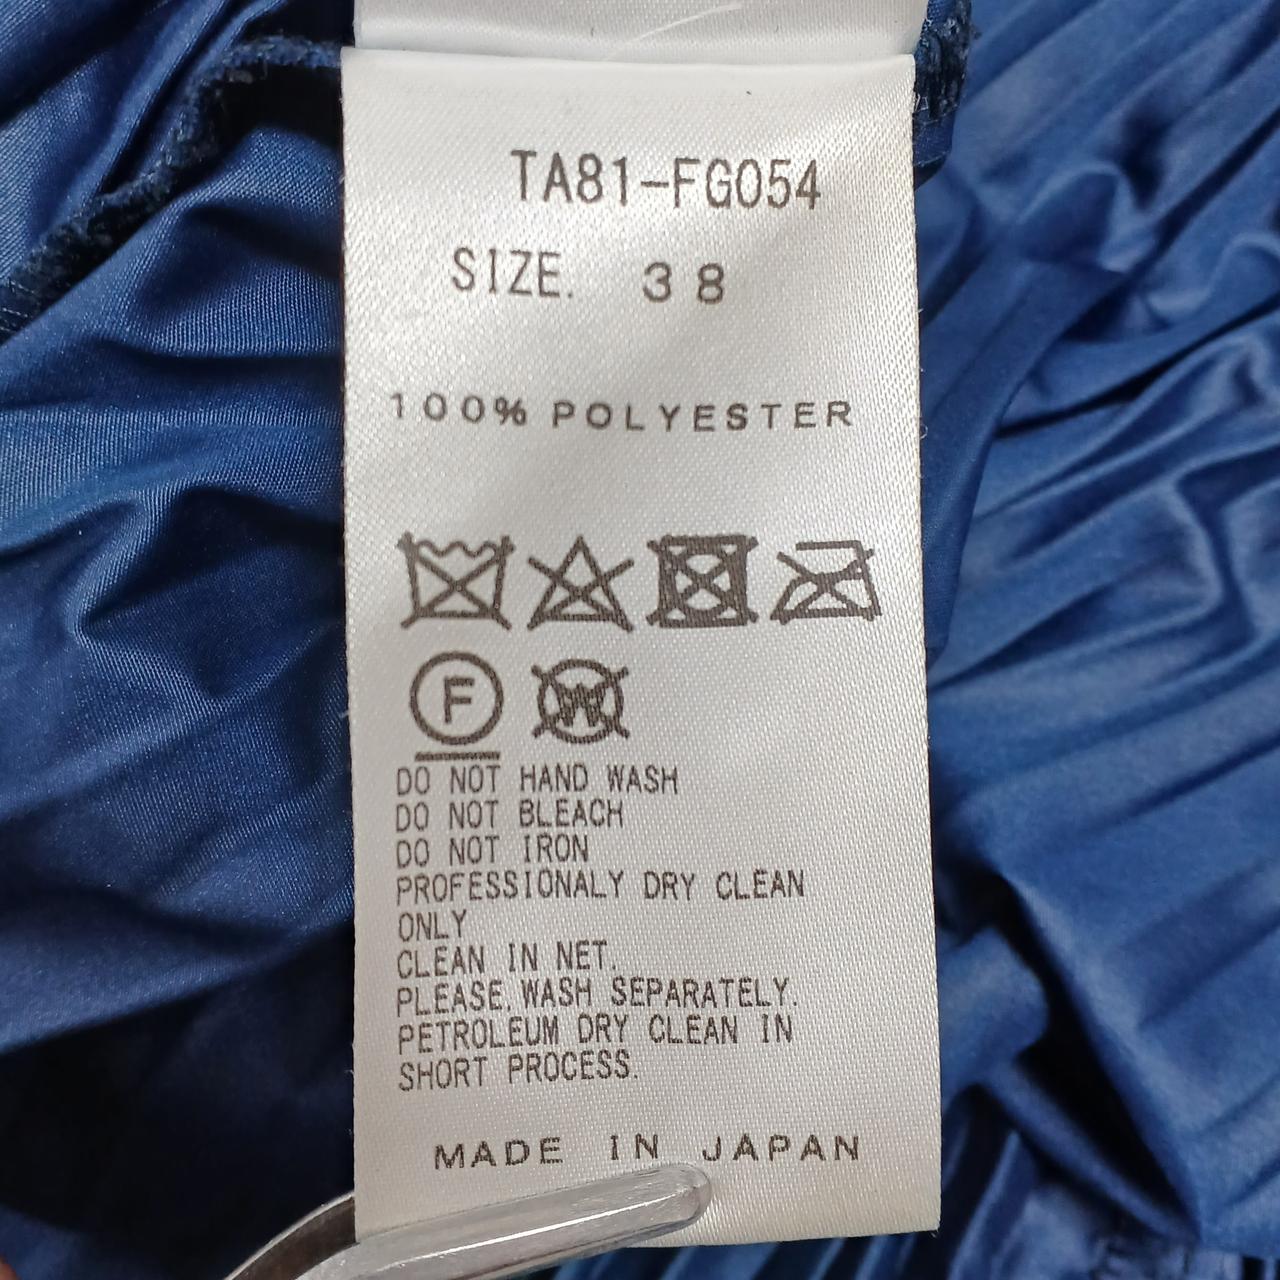 TA81-FG054
SIZE. 38
100% POLYESTER
F W
DO NOT HAND WASH
DO NOT BLEACH
DO NOT IRON
PROFESSIONALY DRY CLEAN
ONLY
CLEAN IN NET.
PLEASE.WASH SEPARATELY.
PETROLEUM DRY CLEAN IN
SHORT PROCESS.
MADE IN JAPAN